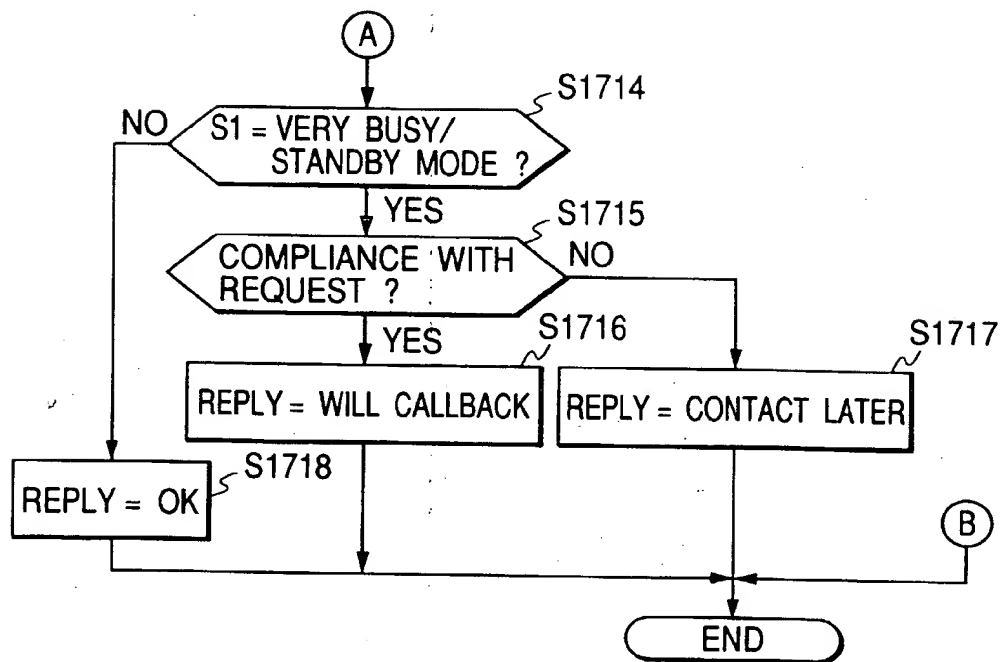 A
S1714
NO
S1 = VERY BUSY/
STANDBY MODE ?
YES
S1715
COMPLIANCE WITH
REQUEST ?
NO
YES
S1716
S1717
REPLY = WILL CALLBACK
REPLY = CONTACT LATER
S1718
REPLY = OK
B
END